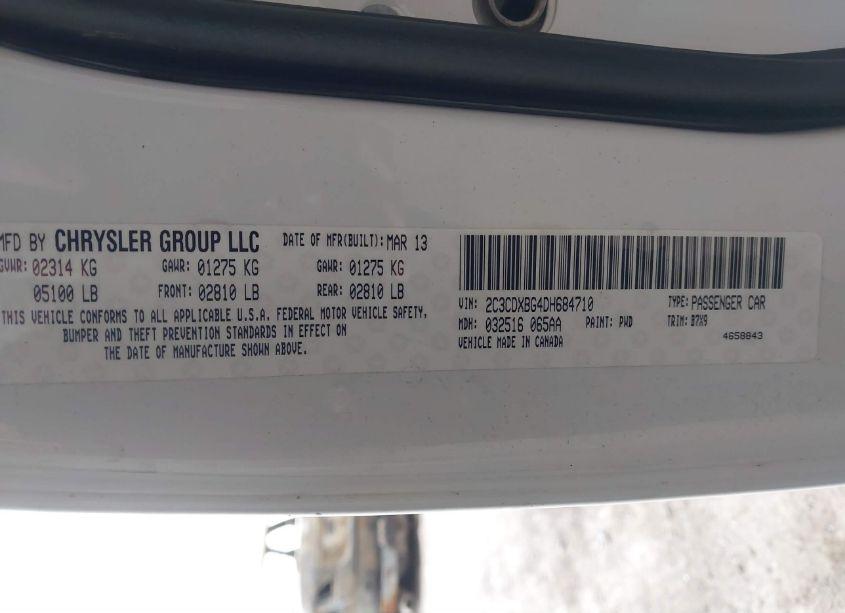 MFD BY CHRYSLER GROUP LLC DATE OF MFR(BUILT): MAR 13
GVWR: 02314 KG GAWR: 01275 KG GAWR: 01275 KG
05100 LB FRONT: 02810 LB REAR: 02810 LB
THIS VEHICLE CONFORMS TO ALL APPLICABLE U.S.A. FEDERAL MOTOR VEHICLE SAFETY,
BUMPER AND THEFT PREVENTION STANDARDS IN EFFECT ON
THE DATE OF MANUFACTURE SHOWN ABOVE.
VIN: 2C3CDXBG4DH684710 TYPE: PASSENGER CAR
MDH: 032516 065AA PAINT: PWD TRIM: B7X9
VEHICLE MADE IN CANADA 4658843